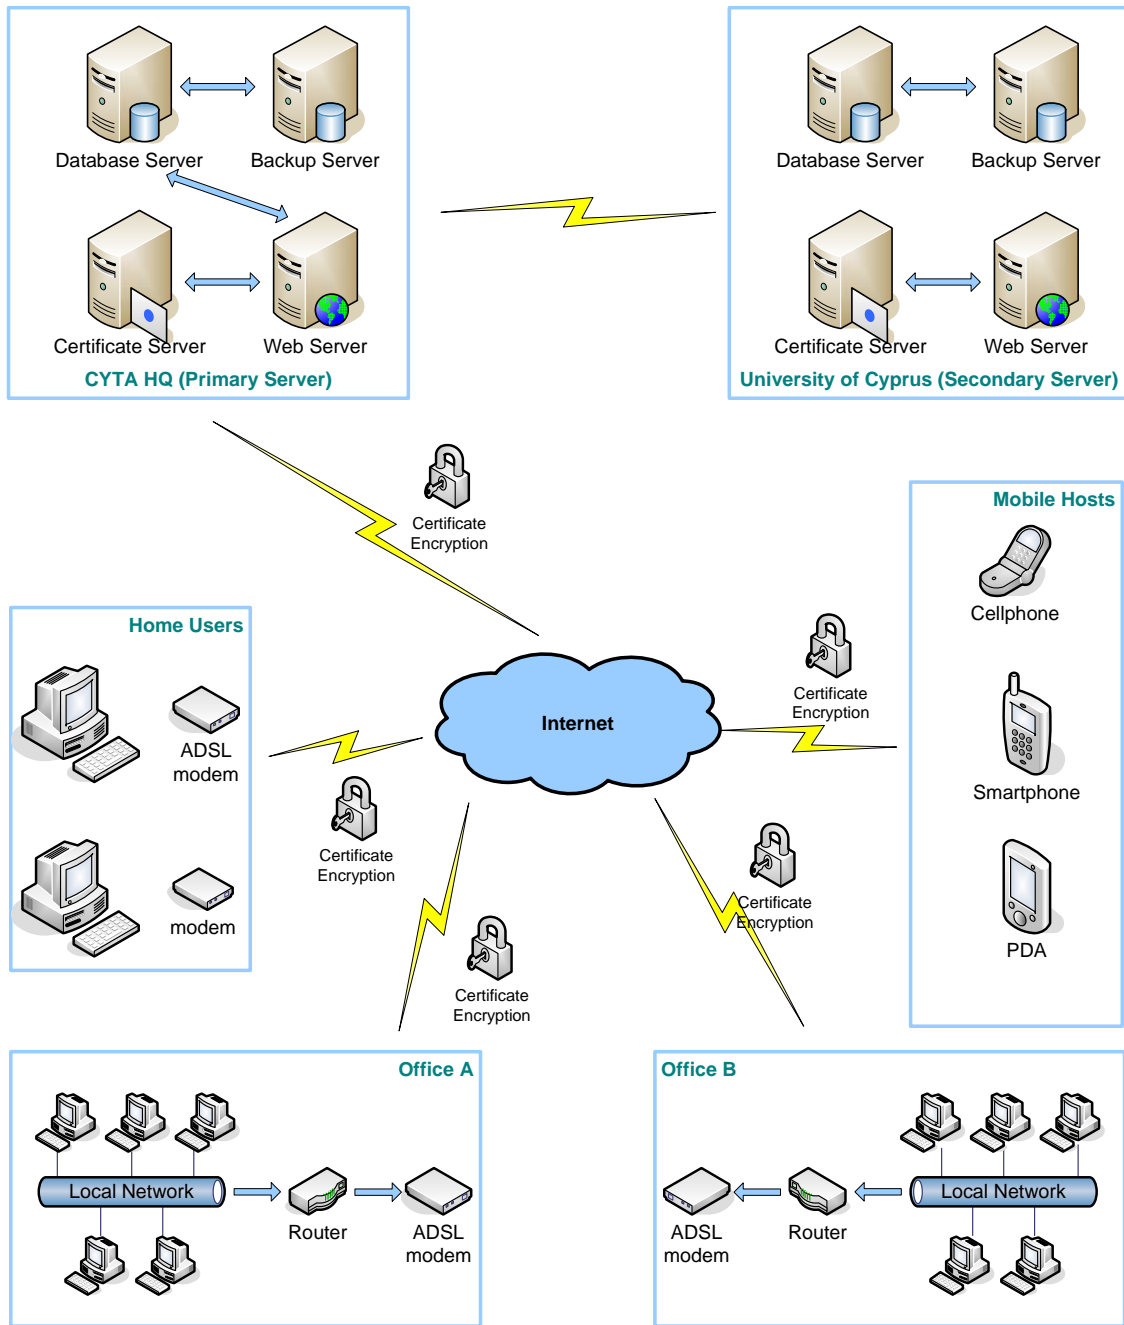 Database Server
Backup Server
Certificate Server
Web Server
CYTA HQ (Primary Server)
Database Server
Backup Server
Certificate Server
Web Server
University of Cyprus (Secondary Server)
Certificate
Encryption
Mobile Hosts
Cellphone
Smartphone
PDA
Home Users
ADSL
modem
modem
Internet
Certificate
Encryption
Certificate
Encryption
Certificate
Encryption
Certificate
Encryption
Office A
Local Network
Router
ADSL
modem
Office B
ADSL
modem
Router
Local Network